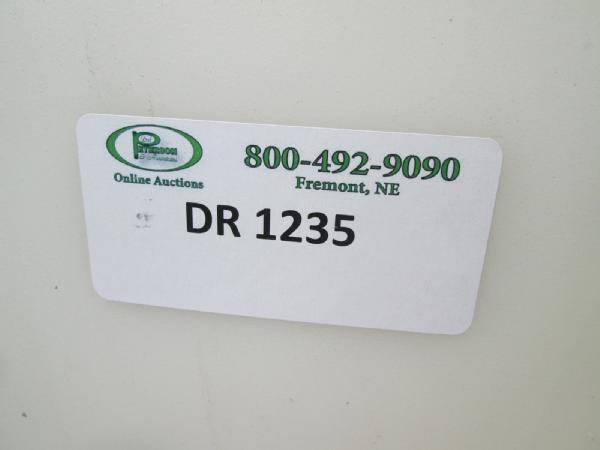 PETERSON
Online Auctions
800-492-9090
Fremont, NE
DR 1235